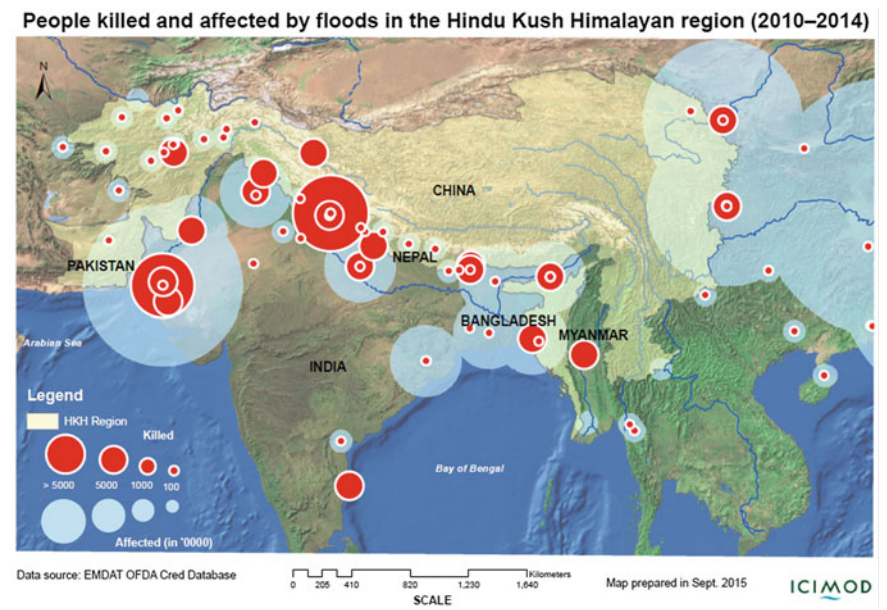 People killed and affected by floods in the Hindu Kush Himalayan region (2010–2014)
N
CHINA
NEPAL
PAKISTAN
BANGLADESH
MYANMAR
Arabian Sea
INDIA
Legend
HKH Region
Killed
> 5000 5000 1000 100
Bay of Bengal
Affected (in '0000)
Data source: EMDAT OFDA Cred Database
Kilometers
0 205 410 820 1,230 1,640
SCALE
Map prepared in Sept. 2015
ICIMOD